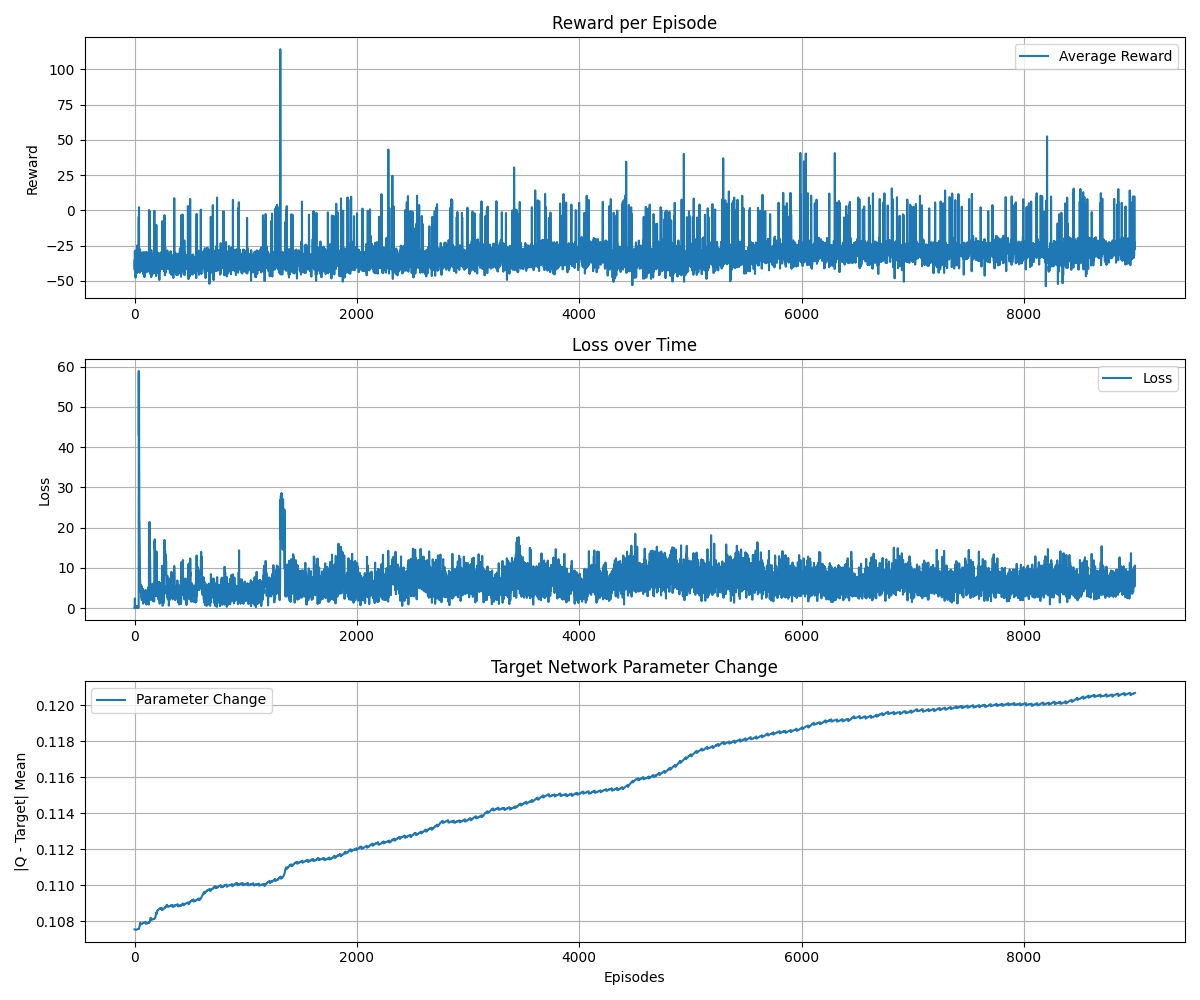 Reward per Episode
Average Reward
Reward
100
75
50
25
0
−25
−50
0 2000 4000 6000 8000
Loss over Time
Loss
Loss
60
50
40
30
20
10
0
0 2000 4000 6000 8000
Target Network Parameter Change
Parameter Change
|Q - Target| Mean
0.120
0.118
0.116
0.114
0.112
0.110
0.108
0 2000 4000 6000 8000
Episodes